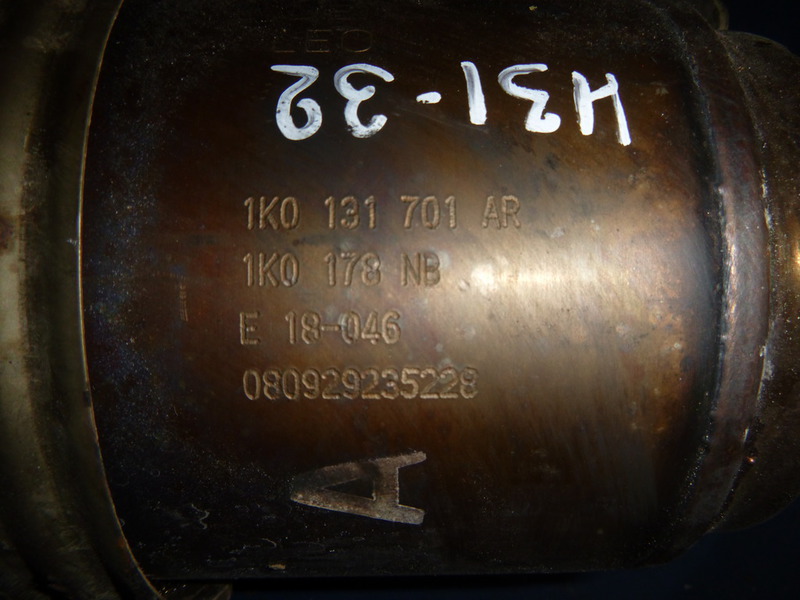 H31-32
1K0 131 701 AR
1K0 178 NB
E 18-046
080929235228
A